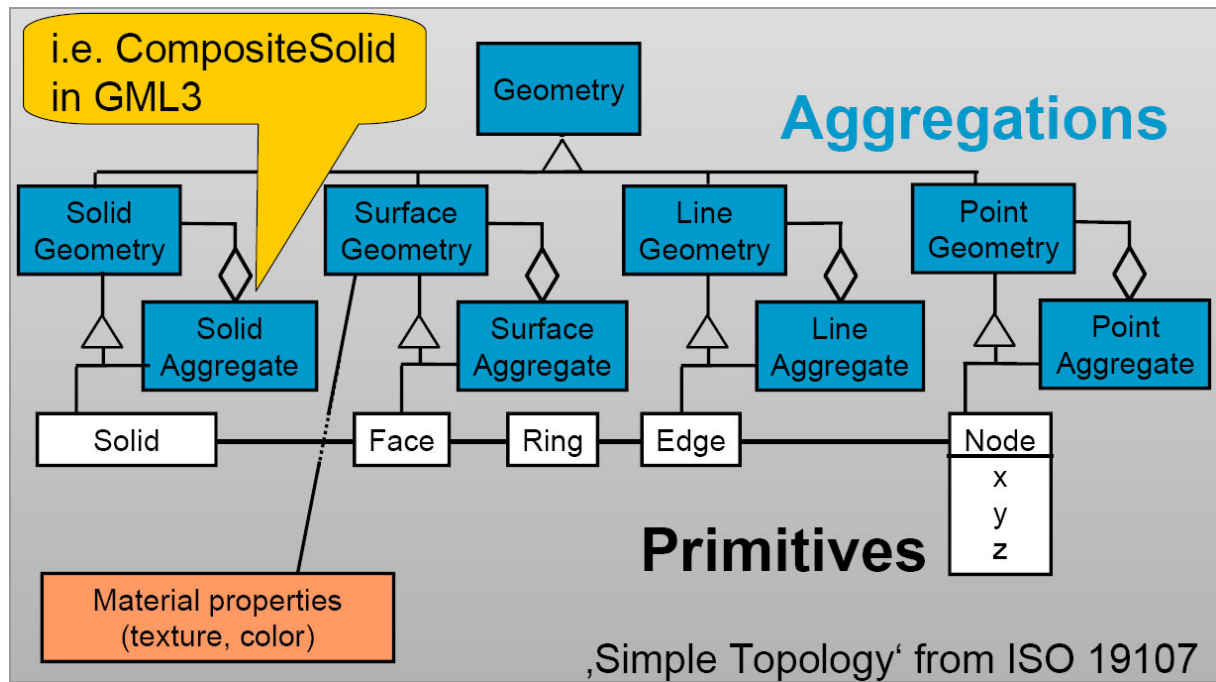 i.e. CompositeSolid
in GML3
Geometry
Aggregations
Solid
Geometry
Surface
Geometry
Line
Geometry
Point
Geometry
Solid
Aggregate
Surface
Aggregate
Line
Aggregate
Point
Aggregate
Solid
Face
Ring
Edge
Node
x
y
z
Primitives
Material properties
(texture, color)
‚Simple Topology‘ from ISO 19107